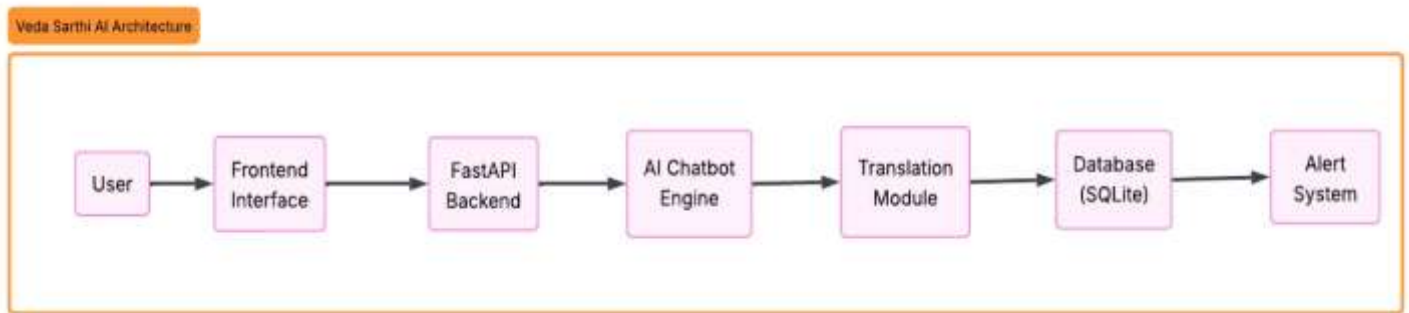 Veda Sarthi AI Architecture
User
Frontend
Interface
FastAPI
Backend
AI Chatbot
Engine
Translation
Module
Database
(SQLite)
Alert
System